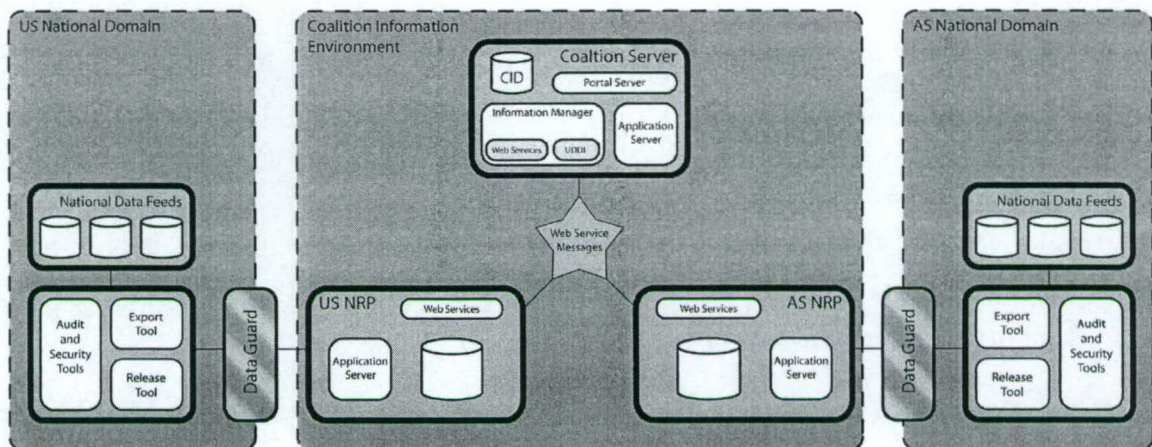 US National Domain
National Data Feeds
Audit
and
Security
Tools
Export
Tool
Release
Tool
Data Guard
Coalition Information
Environment
Coaltion Server
CID
Portal Server
Information Manager
Web Services
UDDI
Application
Server
Web Service
Messages
US NRP
Web Services
Application
Server
AS NRP
Web Services
Application
Server
Data Guard
AS National Domain
National Data Feeds
Export
Tool
Release
Tool
Audit
and
Security
Tools